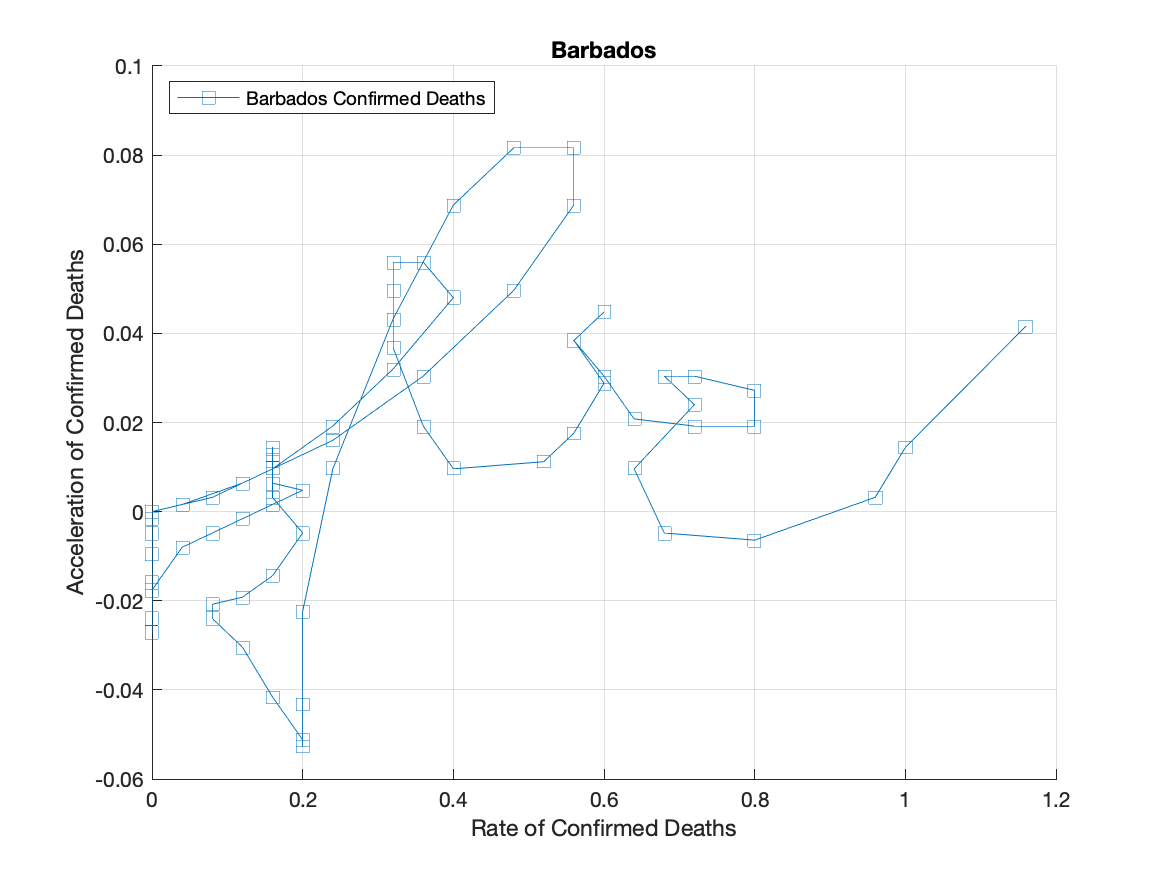 Barbados
0.1
Barbados Confirmed Deaths
0.08
0.06
0.04
0.02
0
-0.02
-0.04
-0.06
Acceleration of Confirmed Deaths
0 0.2 0.4 0.6 0.8 1 1.2
Rate of Confirmed Deaths